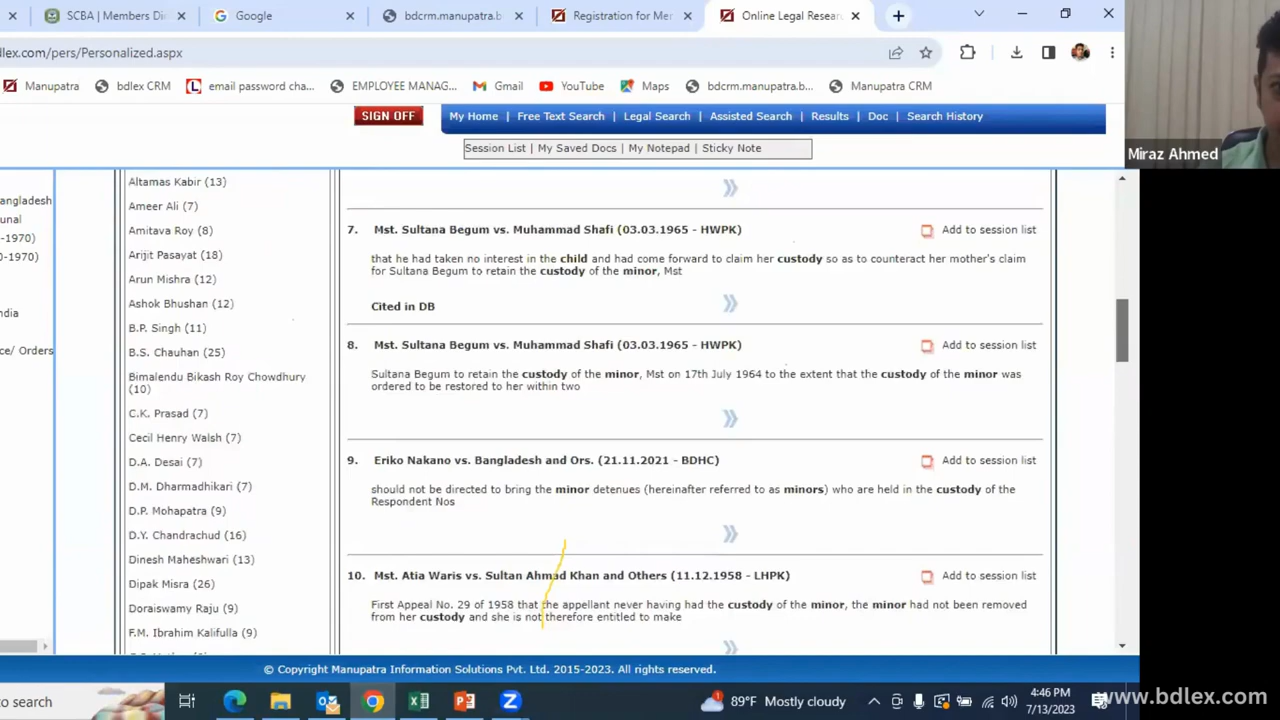 SCBA | Members Di
Google
bdcrm.manupatra.b
Registration for Mer
Online Legal Resear
dlex.com/pers/Personalized.aspx
Manupatra
bdlex CRM
email password cha...
EMPLOYEE MANAG...
Gmail
YouTube
Maps
bdcrm.manupatra.b...
Manupatra CRM
Miraz Ahmed
SIGN OFF
My Home | Free Text Search | Legal Search | Assisted Search | Results | Doc | Search History
Session List | My Saved Docs | My Notepad | Sticky Note
angladesh
unal
-1970)
-1970)
ndia
ce/ Orders
Altamas Kabir (13)
Ameer Ali (7)
Amitava Roy (8)
Arijit Pasayat (18)
Arun Mishra (12)
Ashok Bhushan (12)
B.P. Singh (11)
B.S. Chauhan (25)
Bimalendu Bikash Roy Chowdhury
(10)
C.K. Prasad (7)
Cecil Henry Walsh (7)
D.A. Desai (7)
D.M. Dharmadhikari (7)
D.P. Mohapatra (9)
D.Y. Chandrachud (16)
Dinesh Maheshwari (13)
Dipak Misra (26)
Doraiswamy Raju (9)
F.M. Ibrahim Kalifulla (9)
7. Mst. Sultana Begum vs. Muhammad Shafi (03.03.1965 - HWPK)
Add to session list
that he had taken no interest in the child and had come forward to claim her custody so as to counteract her mother's claim
for Sultana Begum to retain the custody of the minor, Mst
Cited in DB
8. Mst. Sultana Begum vs. Muhammad Shafi (03.03.1965 - HWPK)
Add to session list
Sultana Begum to retain the custody of the minor, Mst on 17th July 1964 to the extent that the custody of the minor was
ordered to be restored to her within two
9. Eriko Nakano vs. Bangladesh and Ors. (21.11.2021 - BDHC)
Add to session list
should not be directed to bring the minor detenues (hereinafter referred to as minors) who are held in the custody of the
Respondent Nos
10. Mst. Atia Waris vs. Sultan Ahmad Khan and Others (11.12.1958 - LHPK)
Add to session list
First Appeal No. 29 of 1958 that the appellant never having had the custody of the minor, the minor had not been removed
from her custody and she is not therefore entitled to make
© Copyright Manupatra Information Solutions Pvt. Ltd. 2015-2023. All rights reserved.
to search
89°F Mostly cloudy
4:46 PM
7/13/2023
www.bdlex.com